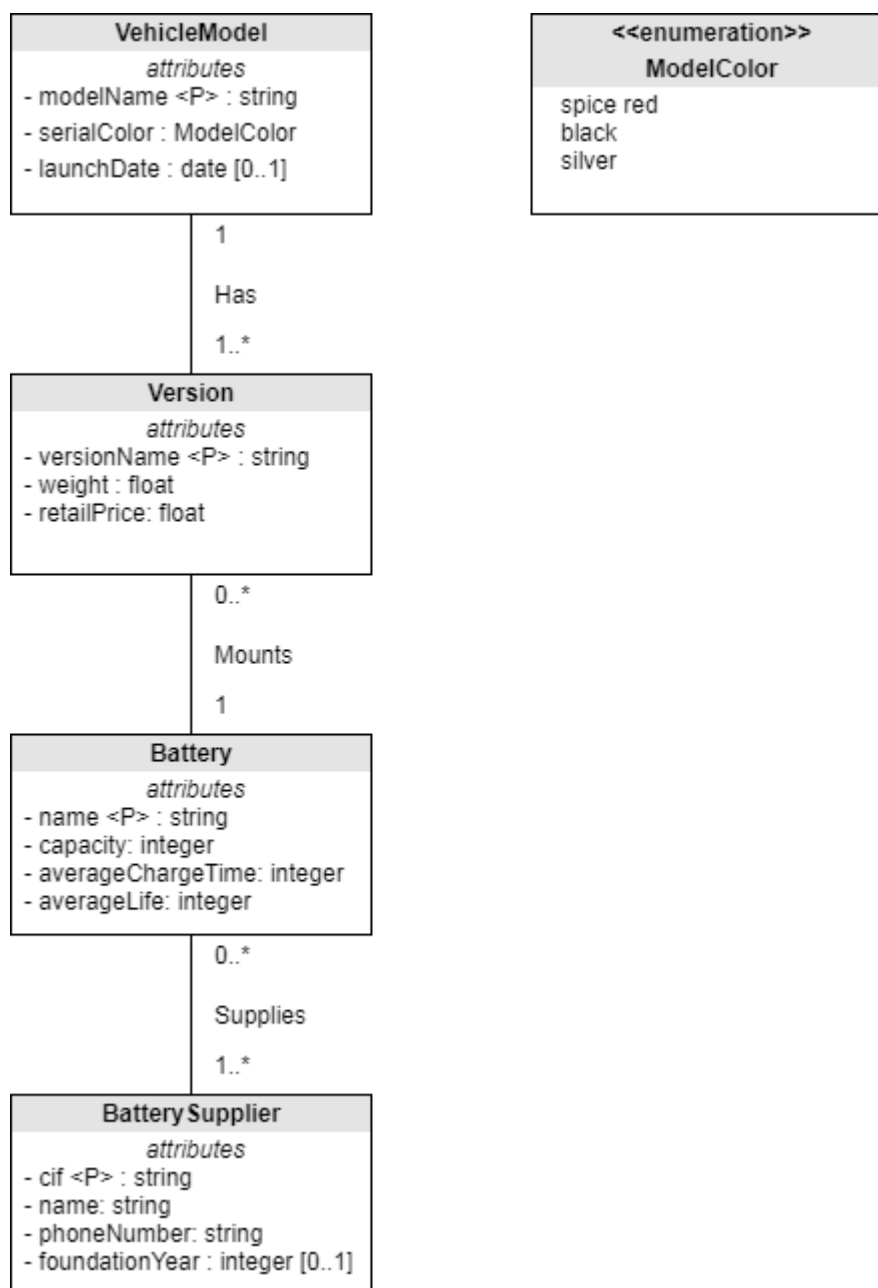 VehicleModel
attributes
- modelName <P> : string
- serialColor : ModelColor
- launchDate : date [0..1]
<<enumeration>>
ModelColor
spice red
black
silver
1
Has
1..*
Version
attributes
- versionName <P> : string
- weight : float
- retailPrice: float
0..*
Mounts
1
Battery
attributes
- name <P> : string
- capacity: integer
- averageChargeTime: integer
- averageLife: integer
0..*
Supplies
1..*
BatterySupplier
attributes
- cif <P> : string
- name: string
- phoneNumber: string
- foundationYear : integer [0..1]